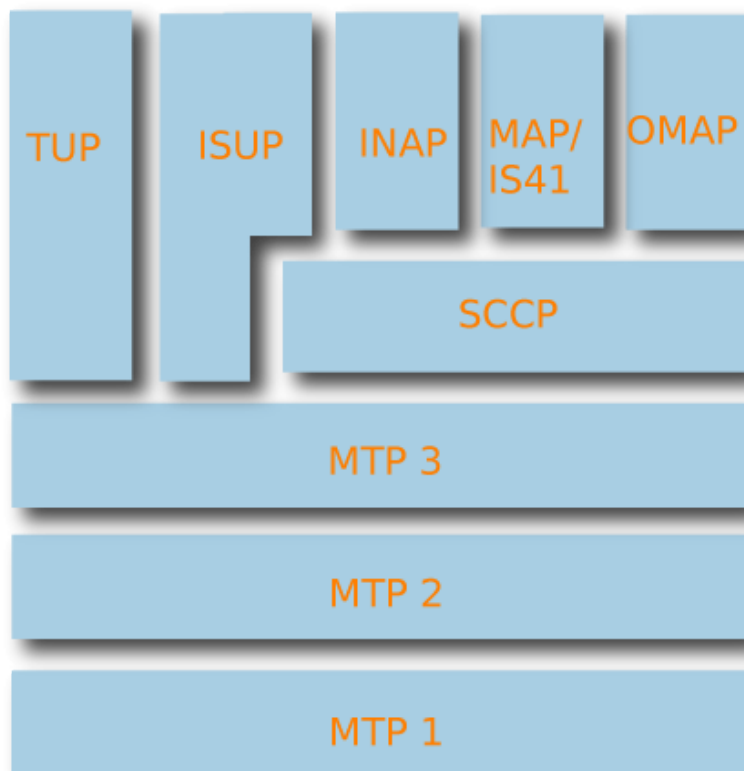 TUP
ISUP
INAP
MAP/
IS41
OMAP
SCCP
MTP 3
MTP 2
MTP 1